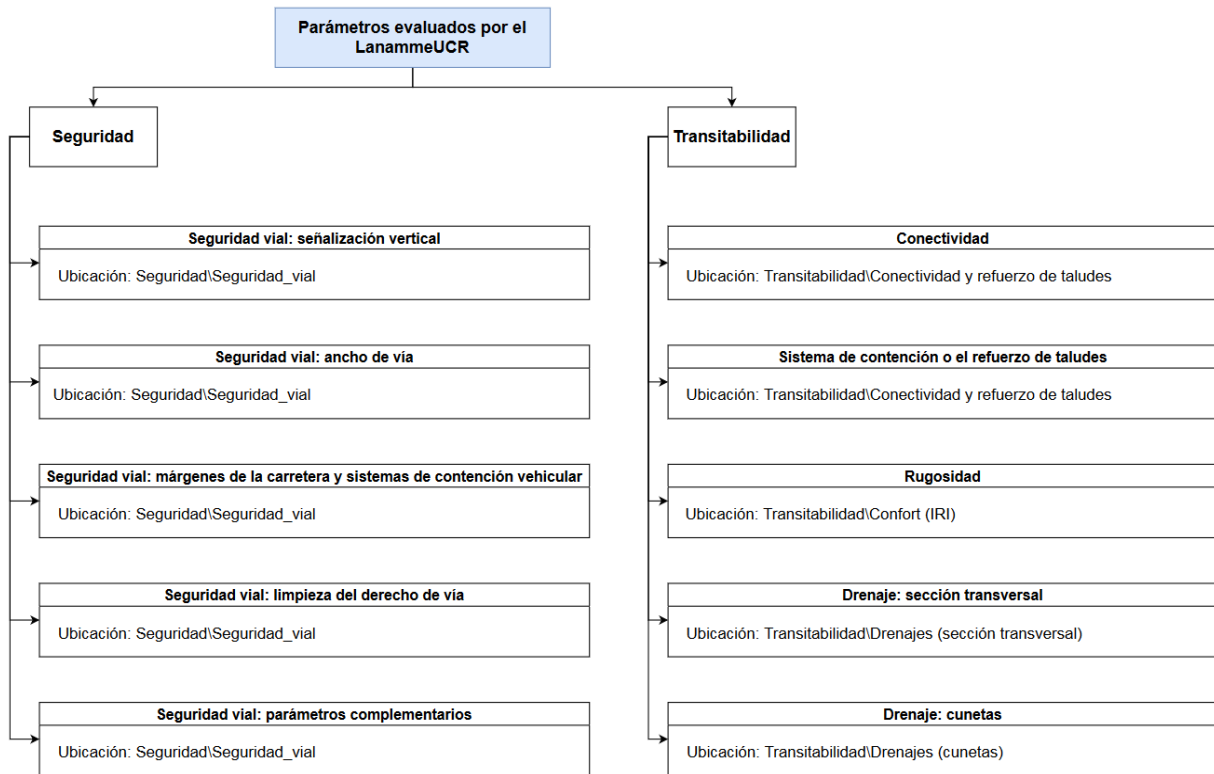 Parámetros evaluados por el
LanammeUCR
Seguridad
Transitabilidad
Seguridad vial: señalización vertical
Ubicación: Seguridad\Seguridad_vial
Seguridad vial: ancho de vía
Ubicación: Seguridad\Seguridad_vial
Seguridad vial: márgenes de la carretera y sistemas de contención vehicular
Ubicación: Seguridad\Seguridad_vial
Seguridad vial: limpieza del derecho de vía
Ubicación: Seguridad\Seguridad_vial
Seguridad vial: parámetros complementarios
Ubicación: Seguridad\Seguridad_vial
Conectividad
Ubicación: Transitabilidad\Conectividad y refuerzo de taludes
Sistema de contención o el refuerzo de taludes
Ubicación: Transitabilidad\Conectividad y refuerzo de taludes
Rugosidad
Ubicación: Transitabilidad\Confort (IRI)
Drenaje: sección transversal
Ubicación: Transitabilidad\Drenajes (sección transversal)
Drenaje: cunetas
Ubicación: Transitabilidad\Drenajes (cunetas)